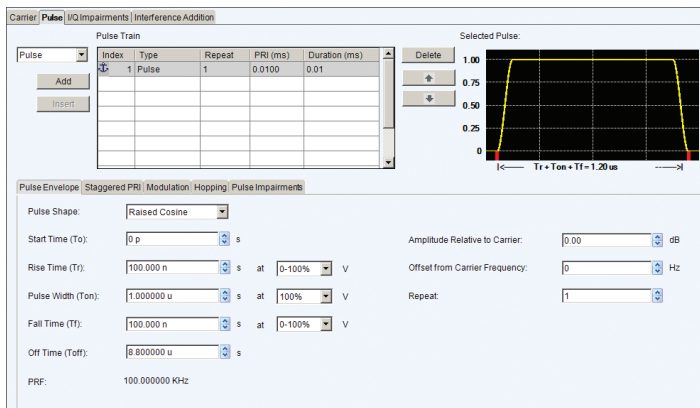 Carrier Pulse I/Q Impairments Interference Addition
Pulse Train
Selected Pulse:
Pulse
Add
Insert
Index Type Repeat PRI (ms) Duration (ms)
1 Pulse 1 0.0100 0.01
Delete
1.00
0.75
0.50
0.25
0
|<---- Tr + Ton + Tf = 1.20 us ---->|
Pulse Envelope Staggered PRI Modulation Hopping Pulse Impairments
Pulse Shape: Raised Cosine
Start Time (To): 0 p s
Amplitude Relative to Carrier: 0.00 dB
Rise Time (Tr): 100.000 n s at 0-100% V
Offset from Carrier Frequency: 0 Hz
Pulse Width (Ton): 1.000000 u s at 100% V
Repeat: 1
Fall Time (Tf): 100.000 n s at 0-100% V
Off Time (Toff): 8.800000 u s
PRF: 100.000000 KHz